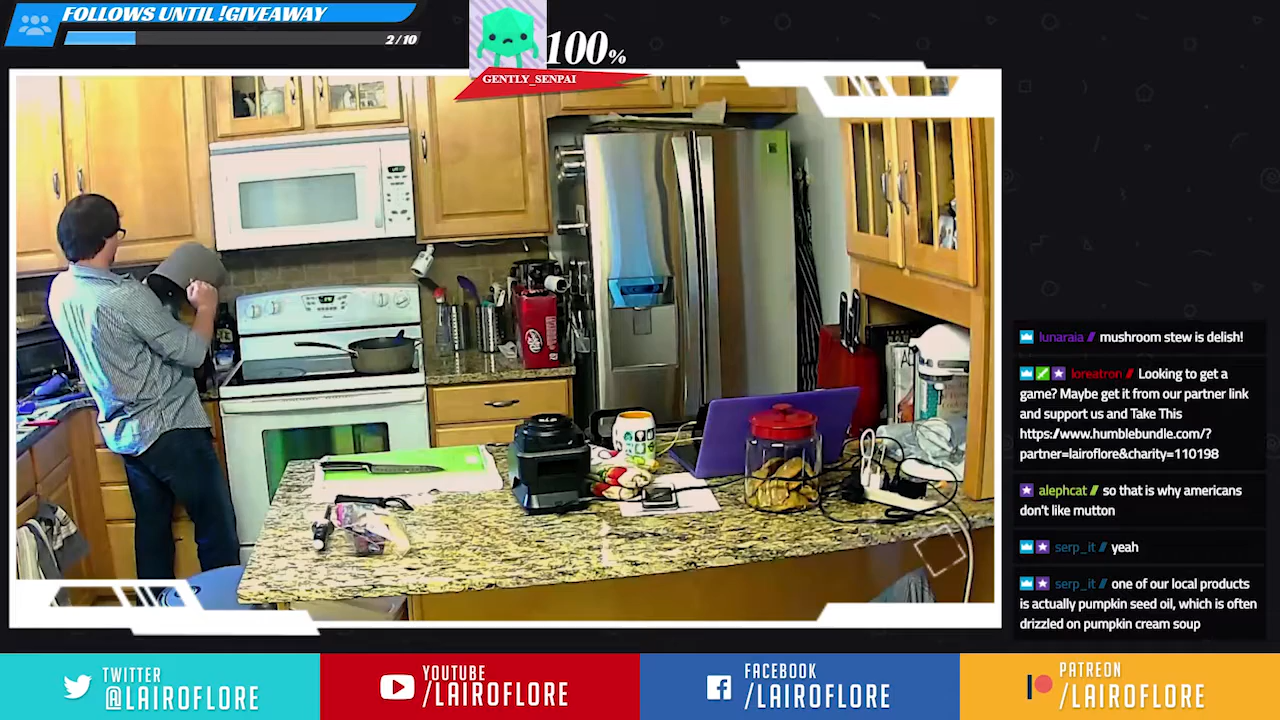 FOLLOWS UNTIL !GIVEAWAY
2/10
100%
GENTLY_SENPAI
lunaraia // mushroom stew is delish!
loreatron // Looking to get a
game? Maybe get it from our partner link
and support us and Take This
https://www.humblebundle.com/?
partner=lairoflore&charity=110198
alephcat // so that is why americans
don't like mutton
serp_it // yeah
serp_it // one of our local products
is actually pumpkin seed oil, which is often
drizzled on pumpkin cream soup
TWITTER
@LAIROFLORE
YOUTUBE
/LAIROFLORE
FACEBOOK
/LAIROFLORE
PATREON
/LAIROFLORE